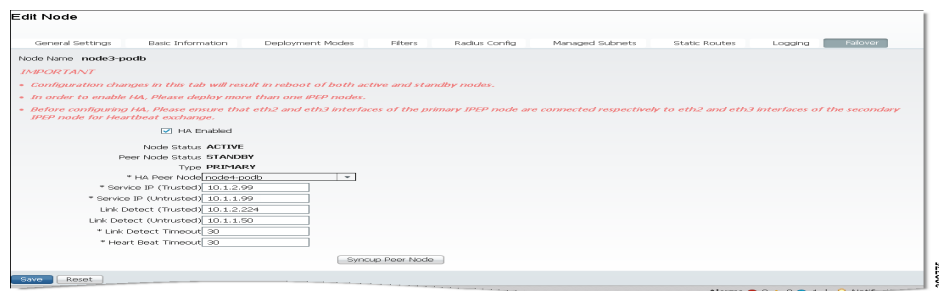 Edit Node
General Settings Basic Information Deployment Modes Filters Radius Config Managed Subnets Static Routes Logging Failover
Node Name node3-podb
IMPORTANT
• Configuration changes in this tab will result in reboot of both active and standby nodes.
• In order to enable HA, Please deploy more than one IPEP nodes.
• Before configuring HA, Please ensure that eth2 and eth3 interfaces of the primary IPEP node are connected respectively to eth2 and eth3 interfaces of the secondary
IPEP node for Heartbeat exchange.
HA Enabled
Node Status ACTIVE
Peer Node Status STANDBY
Type PRIMARY
* HA Peer Node node4-podb
* Service IP (Trusted) 10.1.2.99
* Service IP (Untrusted) 10.1.1.99
Link Detect (Trusted) 10.1.2.224
Link Detect (Untrusted) 10.1.1.50
* Link Detect Timeout 30
* Heart Beat Timeout 30
Syncup Peer Node
Save Reset